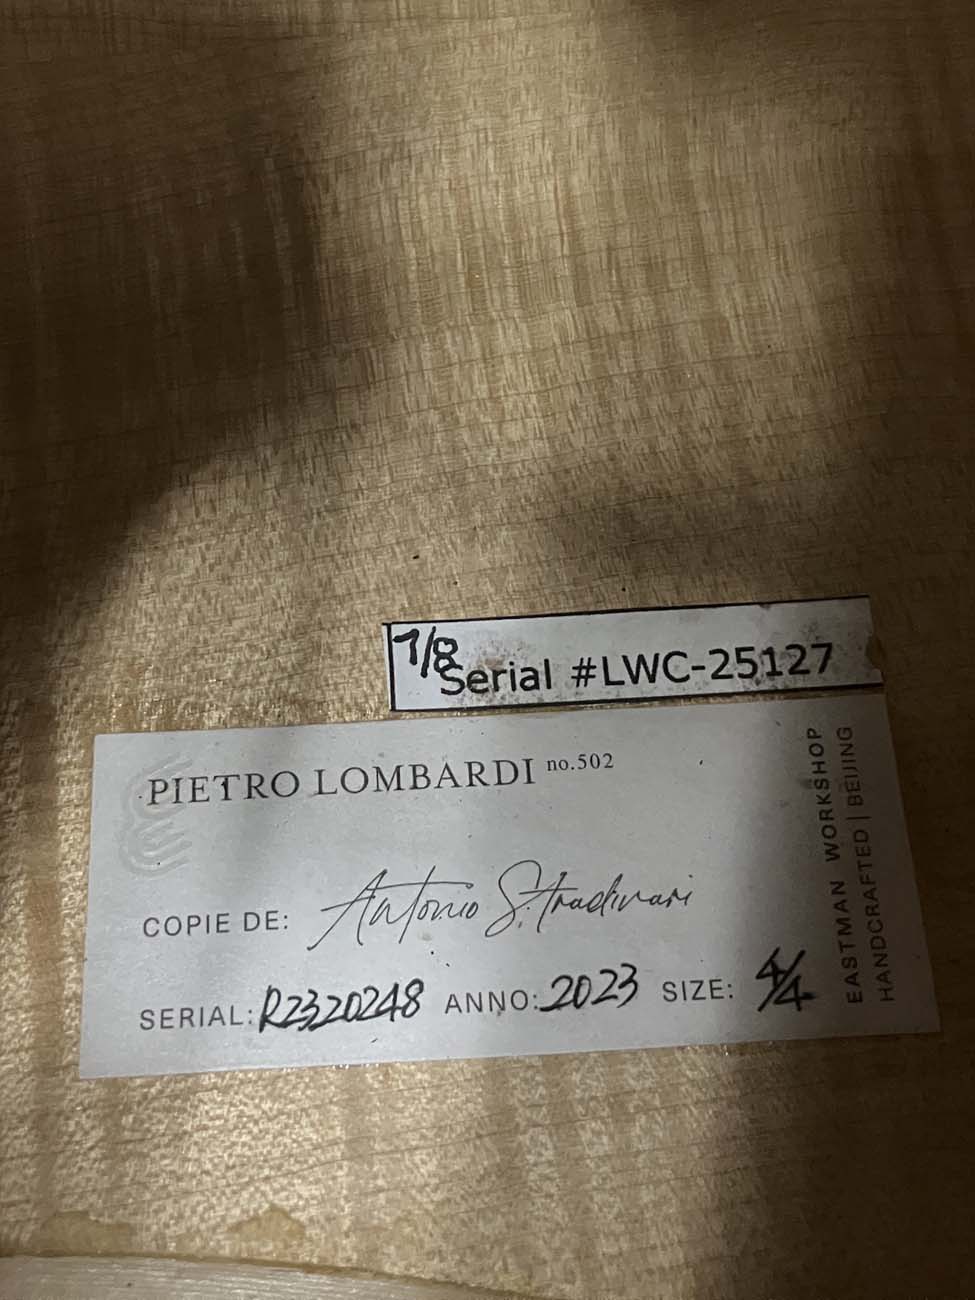 7/8 Serial #LWC-25127
PIETRO LOMBARDI no.502
COPIE DE: Antonio Stradivari
SERIAL: R2320248 ANNO: 2023 SIZE: 4/4
EASTMAN WORKSHOP
HANDCRAFTED | BEIJING